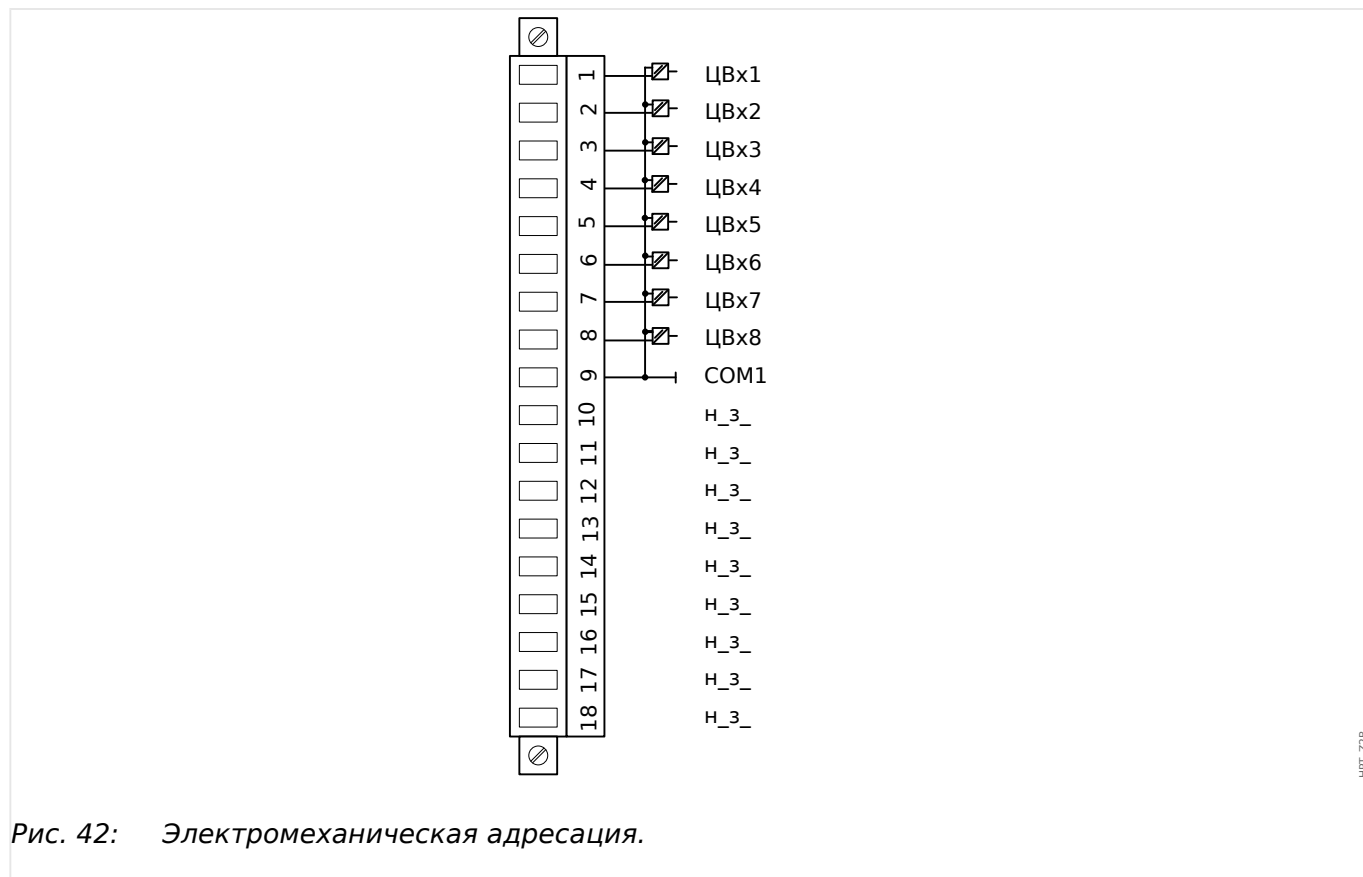 1 ЦВх1
2 ЦВх2
3 ЦВх3
4 ЦВх4
5 ЦВх5
6 ЦВх6
7 ЦВх7
8 ЦВх8
9 COM1
10 н_з_
11 н_з_
12 н_з_
13 н_з_
14 н_з_
15 н_з_
16 н_з_
17 н_з_
18 н_з_
Рис. 42: Электромеханическая адресация.